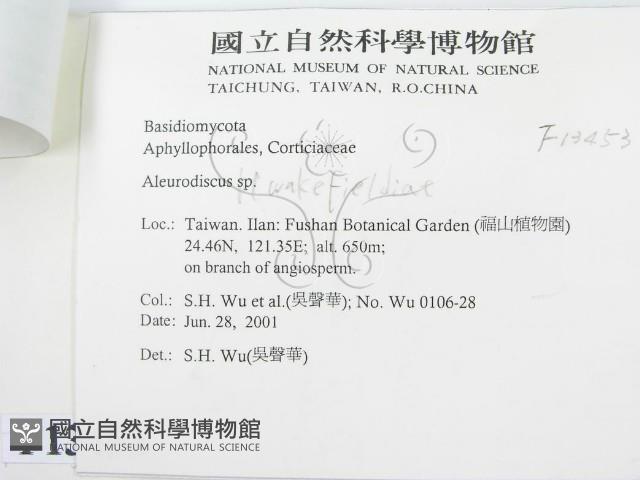 國立自然科學博物館
NATIONAL MUSEUM OF NATURAL SCIENCE
TAICHUNG, TAIWAN, R.O.CHINA
Basidiomycota
F13453
Aphyllophorales, Corticiaceae
Aleurodiscus sp. wakefieldiae
Loc.: Taiwan. Ilan: Fushan Botanical Garden (福山植物園)
24.46N, 121.35E; alt. 650m;
on branch of angiosperm.
Col.: S.H. Wu et al.(吳聲華); No. Wu 0106-28
Date: Jun. 28, 2001
Det.: S.H. Wu(吳聲華)
國立自然科學博物館
NATIONAL MUSEUM OF NATURAL SCIENCE